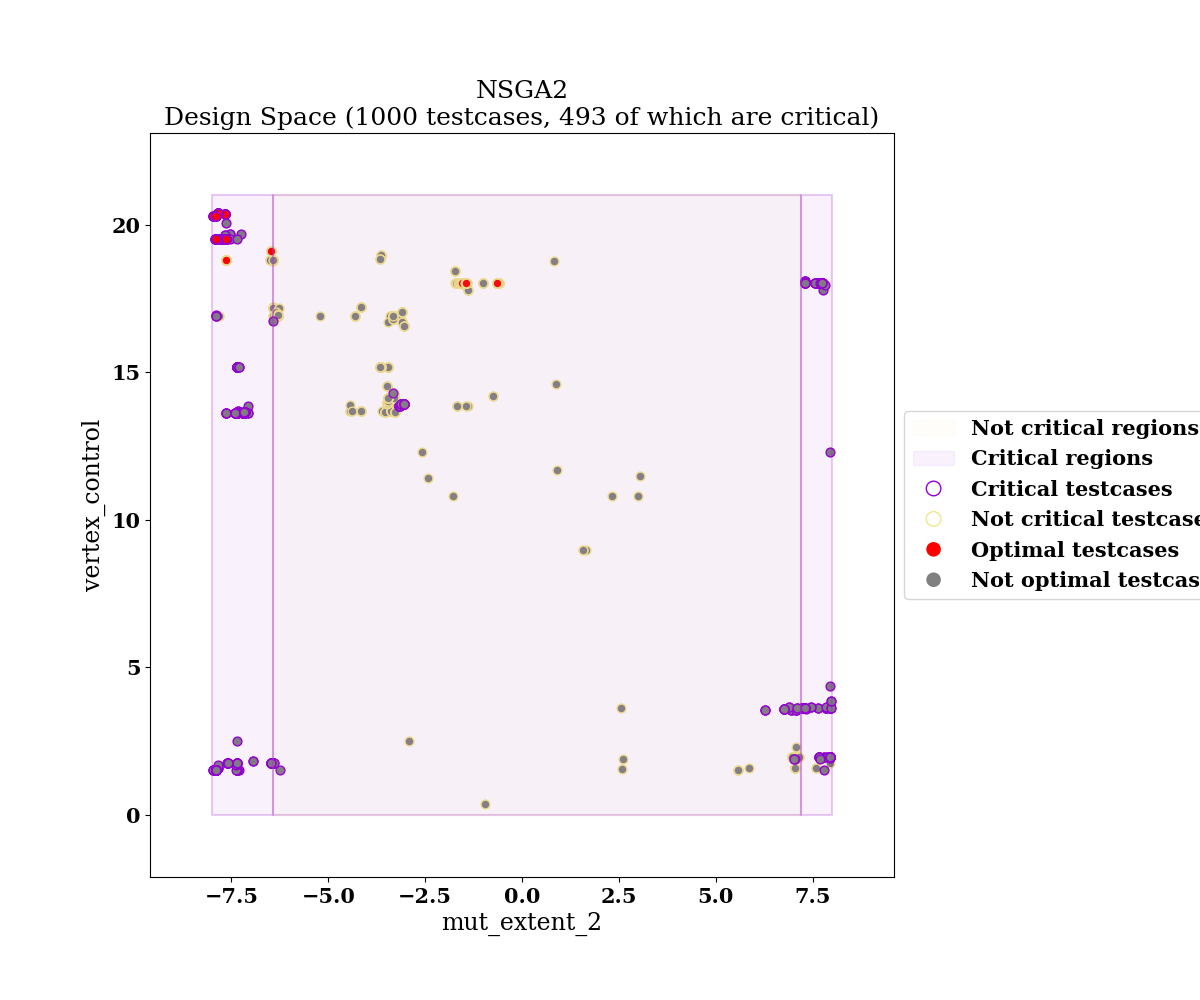 NSGA2
Design Space (1000 testcases, 493 of which are critical)
vertex_control
20
15
10
5
0
−7.5
−5.0
−2.5
0.0
2.5
5.0
7.5
mut_extent_2
Not critical regions
Critical regions
Critical testcases
Not critical testcase
Optimal testcases
Not optimal testcas